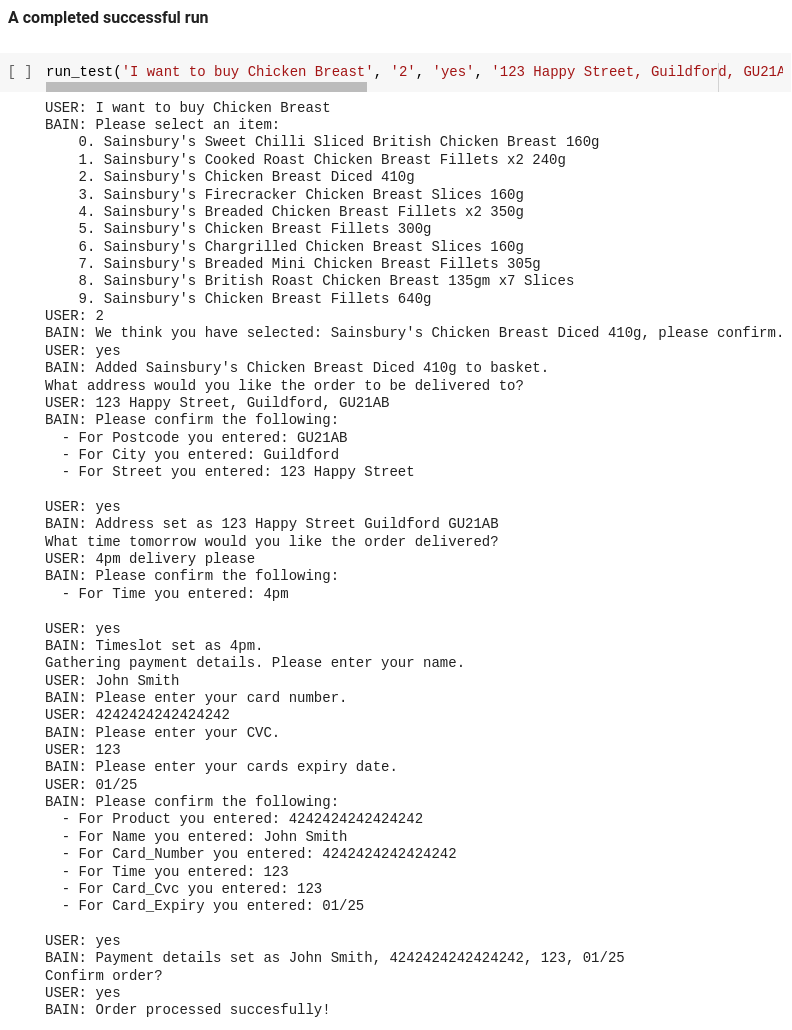 A completed successful run
[ ] run_test('I want to buy Chicken Breast', '2', 'yes', '123 Happy Street, Guildford, GU21A
USER: I want to buy Chicken Breast
BAIN: Please select an item:
    0. Sainsbury's Sweet Chilli Sliced British Chicken Breast 160g
    1. Sainsbury's Cooked Roast Chicken Breast Fillets x2 240g
    2. Sainsbury's Chicken Breast Diced 410g
    3. Sainsbury's Firecracker Chicken Breast Slices 160g
    4. Sainsbury's Breaded Chicken Breast Fillets x2 350g
    5. Sainsbury's Chicken Breast Fillets 300g
    6. Sainsbury's Chargrilled Chicken Breast Slices 160g
    7. Sainsbury's Breaded Mini Chicken Breast Fillets 305g
    8. Sainsbury's British Roast Chicken Breast 135gm x7 Slices
    9. Sainsbury's Chicken Breast Fillets 640g
USER: 2
BAIN: We think you have selected: Sainsbury's Chicken Breast Diced 410g, please confirm.
USER: yes
BAIN: Added Sainsbury's Chicken Breast Diced 410g to basket.
What address would you like the order to be delivered to?
USER: 123 Happy Street, Guildford, GU21AB
BAIN: Please confirm the following:
  - For Postcode you entered: GU21AB
  - For City you entered: Guildford
  - For Street you entered: 123 Happy Street
USER: yes
BAIN: Address set as 123 Happy Street Guildford GU21AB
What time tomorrow would you like the order delivered?
USER: 4pm delivery please
BAIN: Please confirm the following:
  - For Time you entered: 4pm
USER: yes
BAIN: Timeslot set as 4pm.
Gathering payment details. Please enter your name.
USER: John Smith
BAIN: Please enter your card number.
USER: 4242424242424242
BAIN: Please enter your CVC.
USER: 123
BAIN: Please enter your cards expiry date.
USER: 01/25
BAIN: Please confirm the following:
  - For Product you entered: 4242424242424242
  - For Name you entered: John Smith
  - For Card_Number you entered: 4242424242424242
  - For Time you entered: 123
  - For Card_Cvc you entered: 123
  - For Card_Expiry you entered: 01/25
USER: yes
BAIN: Payment details set as John Smith, 4242424242424242, 123, 01/25
Confirm order?
USER: yes
BAIN: Order processed succesfully!